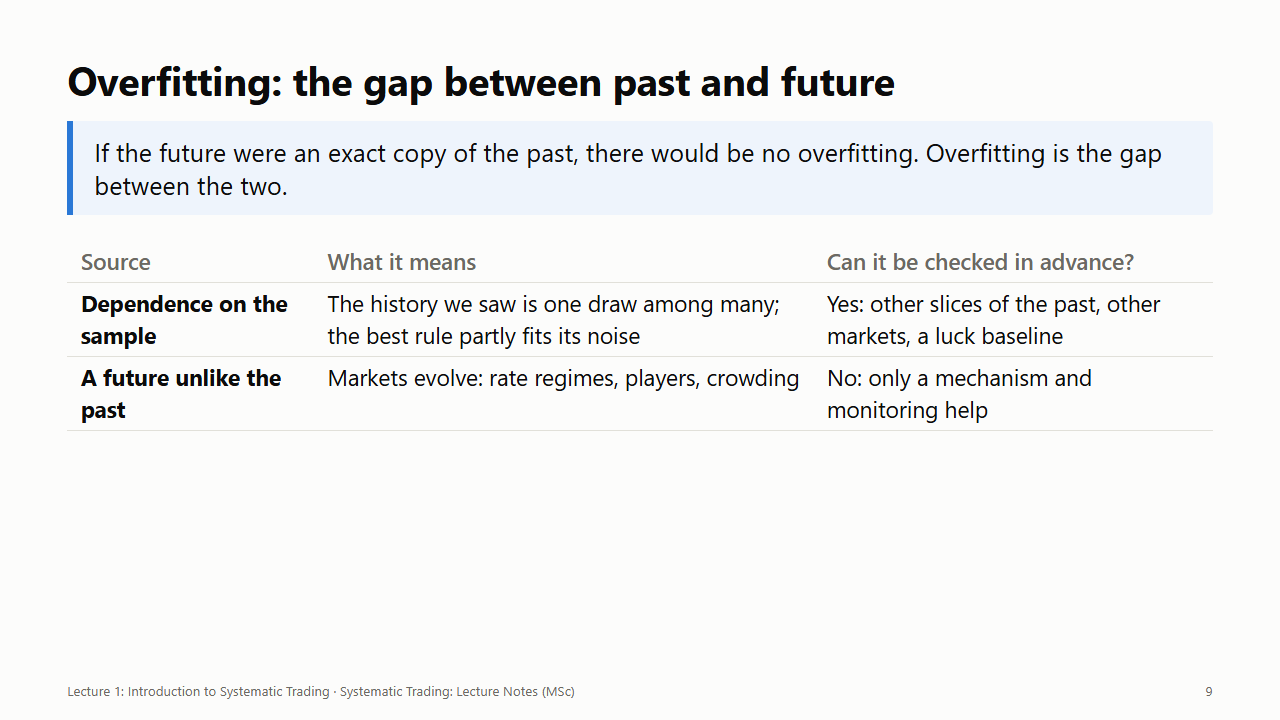 Overfitting: the gap between past and future
If the future were an exact copy of the past, there would be no overfitting. Overfitting is the gap
between the two.
Source What it means Can it be checked in advance?
Dependence on the The history we saw is one draw among many; Yes: other slices of the past, other
sample the best rule partly fits its noise markets, a luck baseline
A future unlike the Markets evolve: rate regimes, players, crowding No: only a mechanism and
past monitoring help
Lecture 1: Introduction to Systematic Trading · Systematic Trading: Lecture Notes (MSc) 9